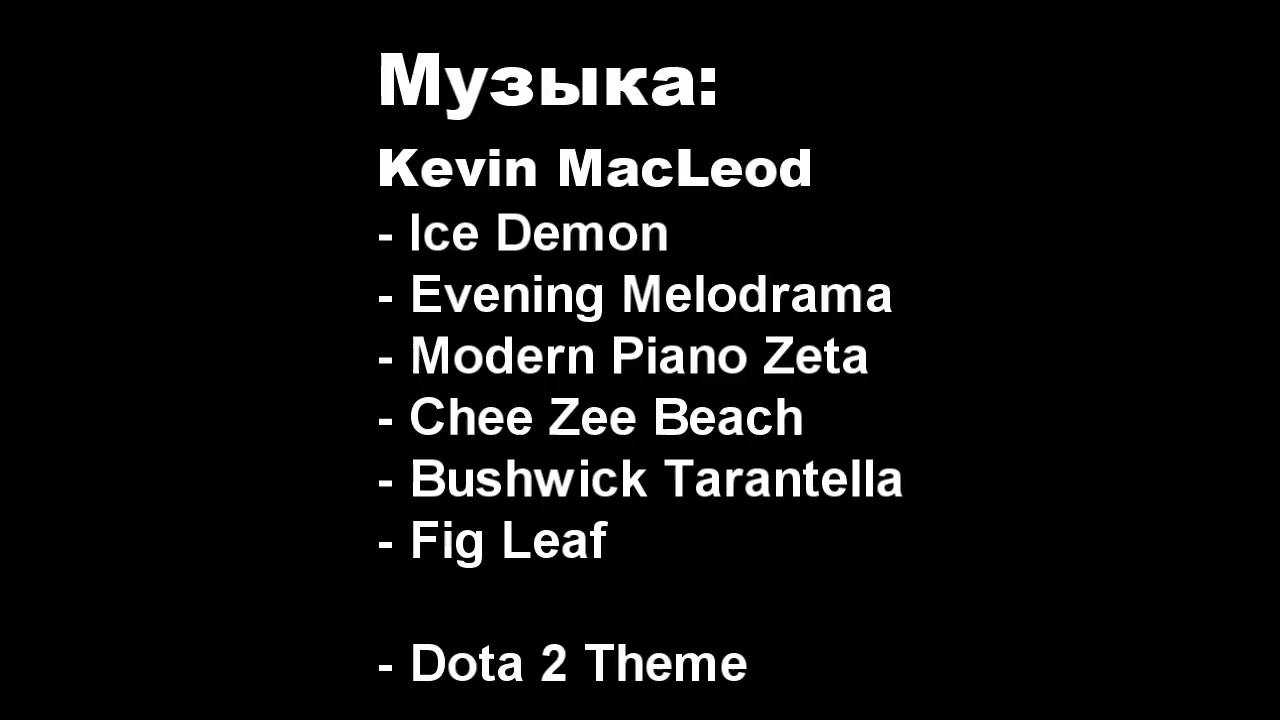 Музыка:
Kevin MacLeod
- Ice Demon
- Evening Melodrama
- Modern Piano Zeta
- Chee Zee Beach
- Bushwick Tarantella
- Fig Leaf
- Dota 2 Theme